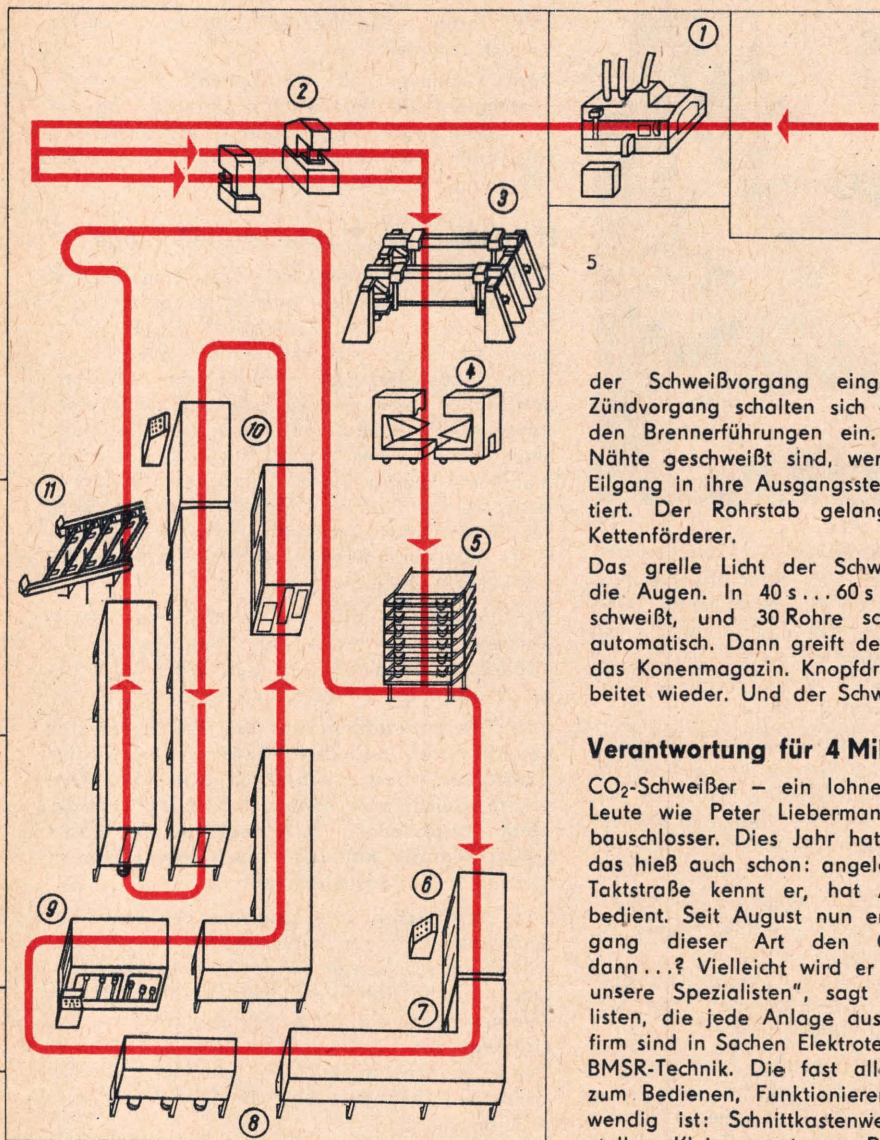 1
2
3
4
5
6
7
8
9
10
11
5
der Schweißvorgang eing
Zündvorgang schalten sich
den Brennerführungen ein.
Nähte geschweißt sind, wer
Eilgang in ihre Ausgangsste
tiert. Der Rohrstab gelang
Kettenförderer.
Das grelle Licht der Schw
die Augen. In 40 s...60 s
schweißt, und 30 Rohre sc
automatisch. Dann greift de
das Konenmagazin. Knopfdr
beitet wieder. Und der Schw
Verantwortung für 4 Mil
CO₂-Schweißer – ein lohne
Leute wie Peter Lieberman
bauschlosser. Dies Jahr hat
das hieß auch schon: angele
Taktstraße kennt er, hat
bedient. Seit August nun er
gang dieser Art den
dann...? Vielleicht wird er
unsere Spezialisten", sagt
listen, die jede Anlage aus
firm sind in Sachen Elektrote
BMSR-Technik. Die fast all
zum Bedienen, Funktionierer
wendig ist: Schnittkastenwe